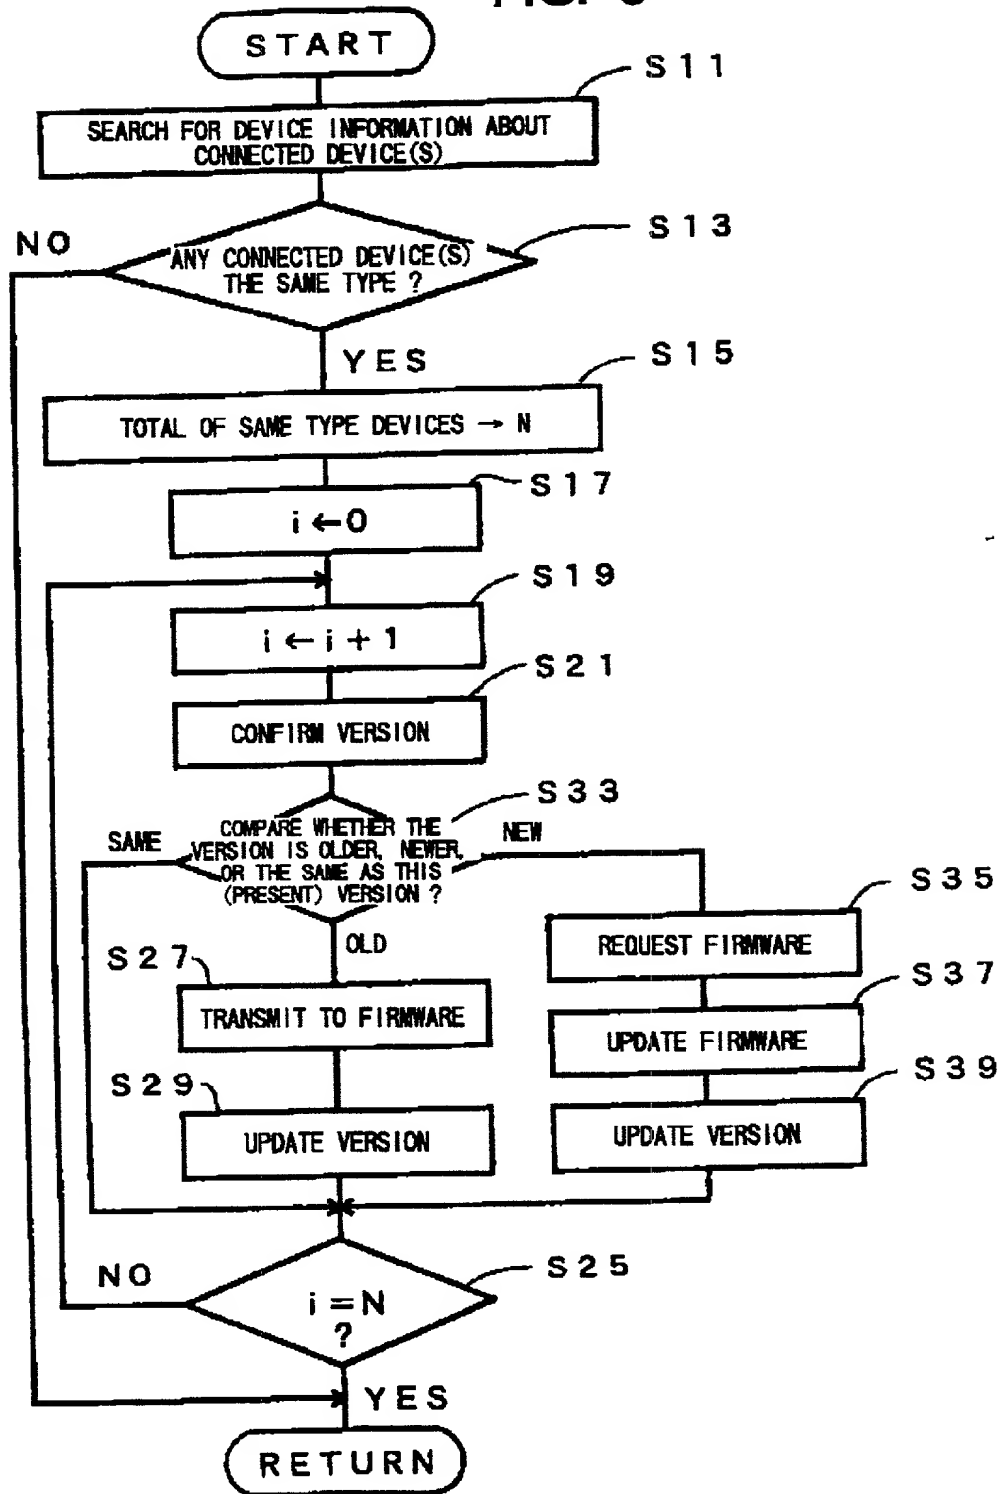 START
S11
SEARCH FOR DEVICE INFORMATION ABOUT
CONNECTED DEVICE(S)
NO
S13
ANY CONNECTED DEVICE(S)
THE SAME TYPE ?
YES
S15
TOTAL OF SAME TYPE DEVICES → N
S17
i ← 0
S19
i ← i + 1
S21
CONFIRM VERSION
S33
SAME
COMPARE WHETHER THE
VERSION IS OLDER, NEWER,
OR THE SAME AS THIS
(PRESENT) VERSION ?
NEW
OLD
S35
REQUEST FIRMWARE
S27
TRANSMIT TO FIRMWARE
S37
UPDATE FIRMWARE
S29
UPDATE VERSION
S39
UPDATE VERSION
NO
S25
i = N
?
YES
RETURN